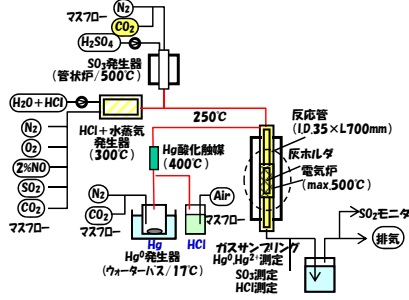 N₂
マスフロー
CO₂
H2SO4
SO₃発生器
(管状炉/500℃)
H2O+HCl
250℃
反応管
(I.D.35×L700mm)
N₂
HCl+水蒸気
発生器
(300℃)
O₂
Hg酸化触媒
(400℃)
反ホルダ
2%NO
電気炉
(max.500℃)
SO₂
CO₂
N₂
Air
SO₂モニタ
マスフロー
CO₂
マスフロー
マスフロー
排気
Hg
HCl
ガスサンプリング
Hg⁰発生器
(ウォーターバス/17℃)
Hg⁰,Hg²⁺測定
SO₃測定
HCl測定